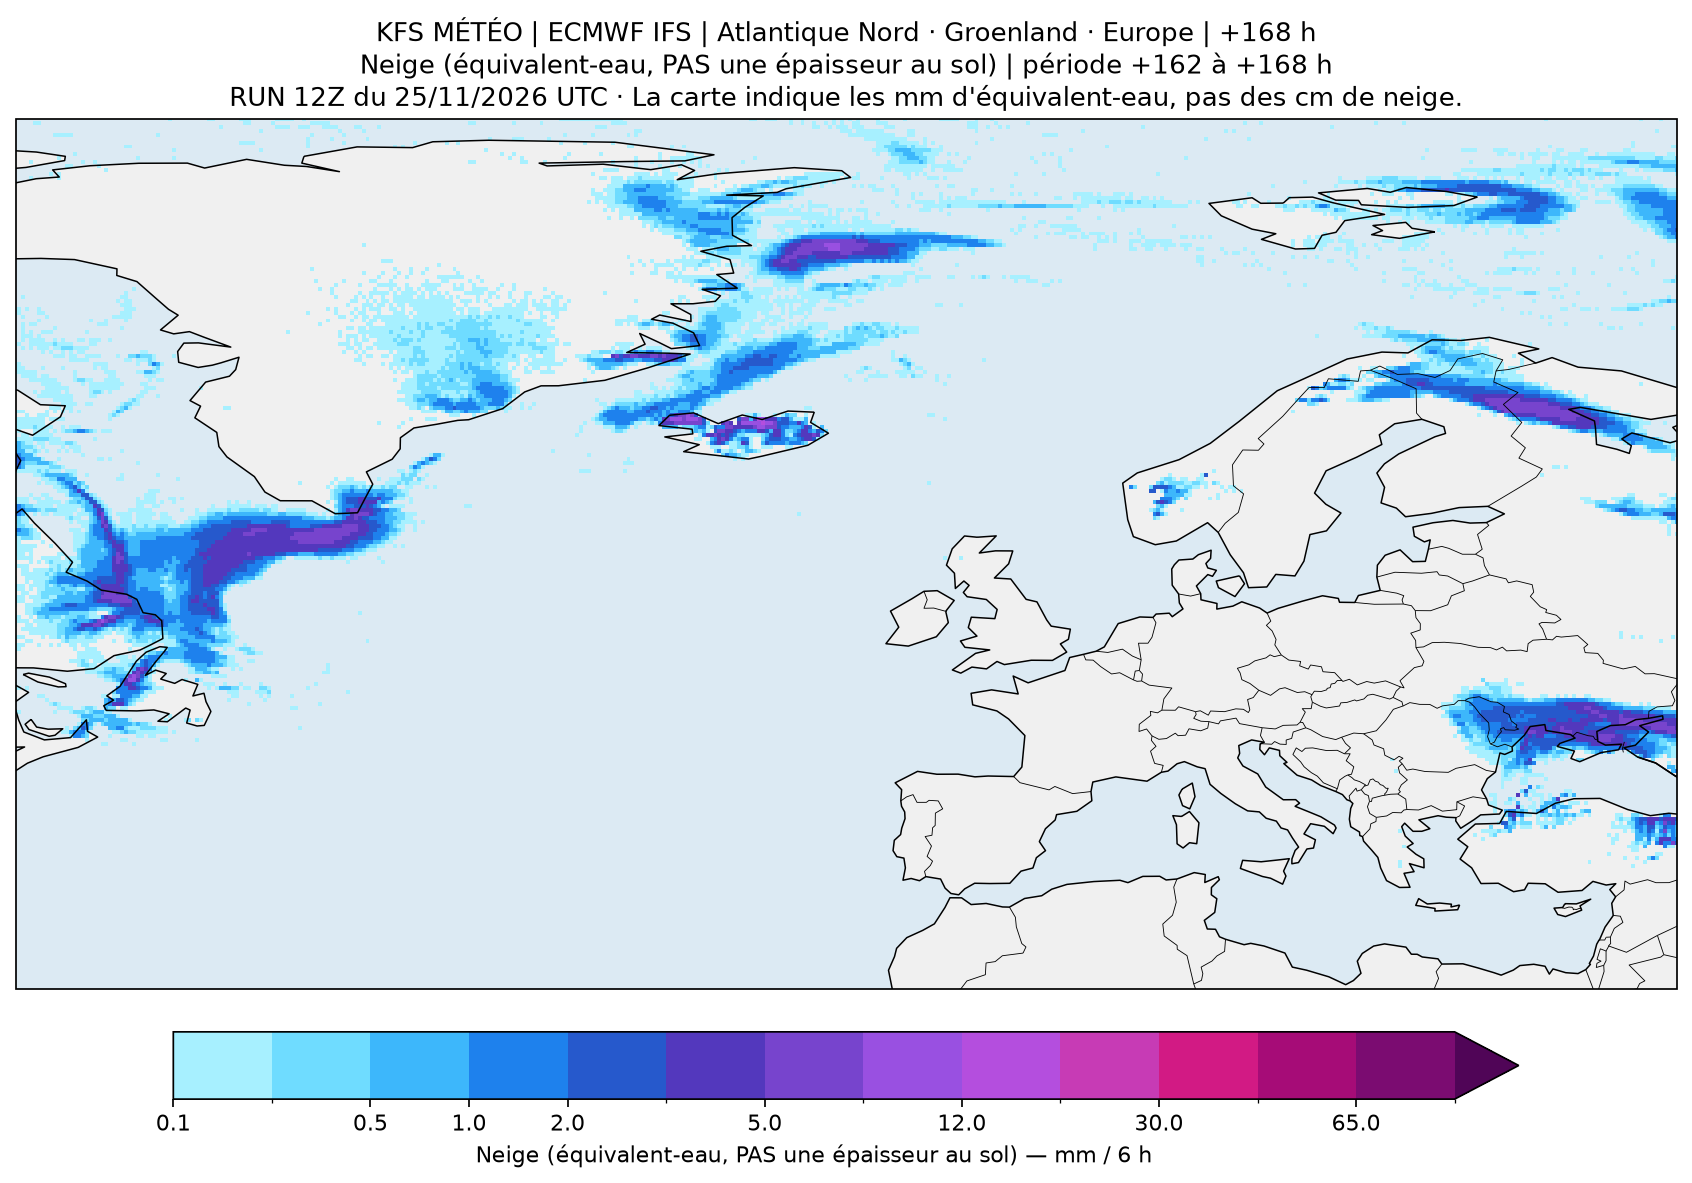 KFS MÉTÉO | ECMWF IFS | Atlantique Nord · Groenland · Europe | +168 h
Neige (équivalent-eau, PAS une épaisseur au sol) | période +162 à +168 h
RUN 12Z du 25/11/2026 UTC · La carte indique les mm d'équivalent-eau, pas des cm de neige.
0.1 0.5 1.0 2.0 5.0 12.0 30.0 65.0
Neige (équivalent-eau, PAS une épaisseur au sol) — mm / 6 h